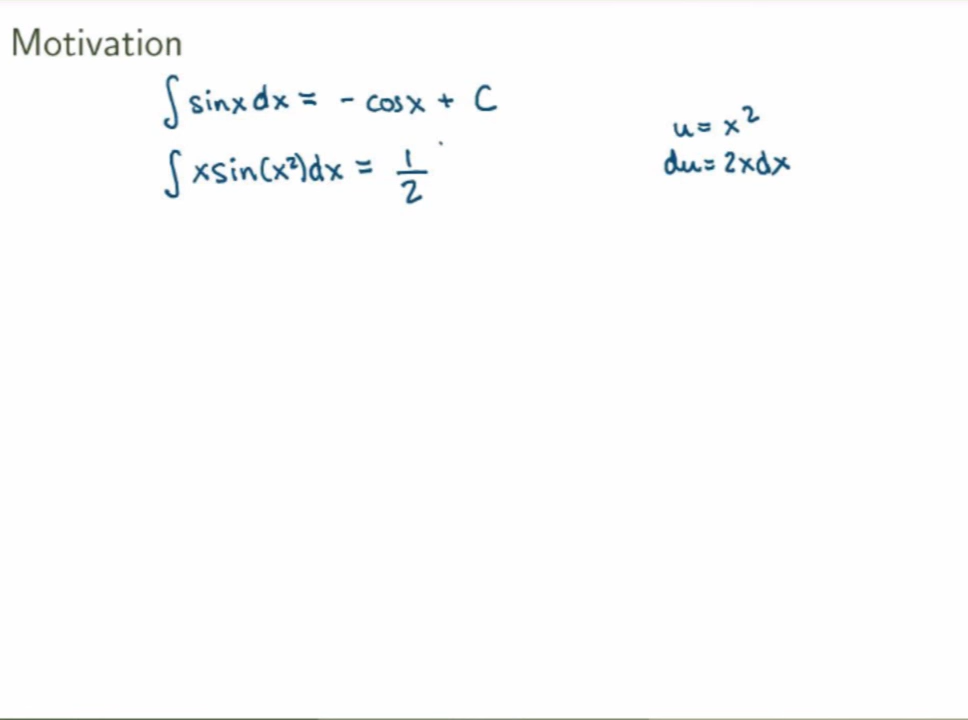 Motivation
∫ sinx dx = - cosx + C
∫ xsin(x²)dx = 1/2
u = x²
du = 2xdx